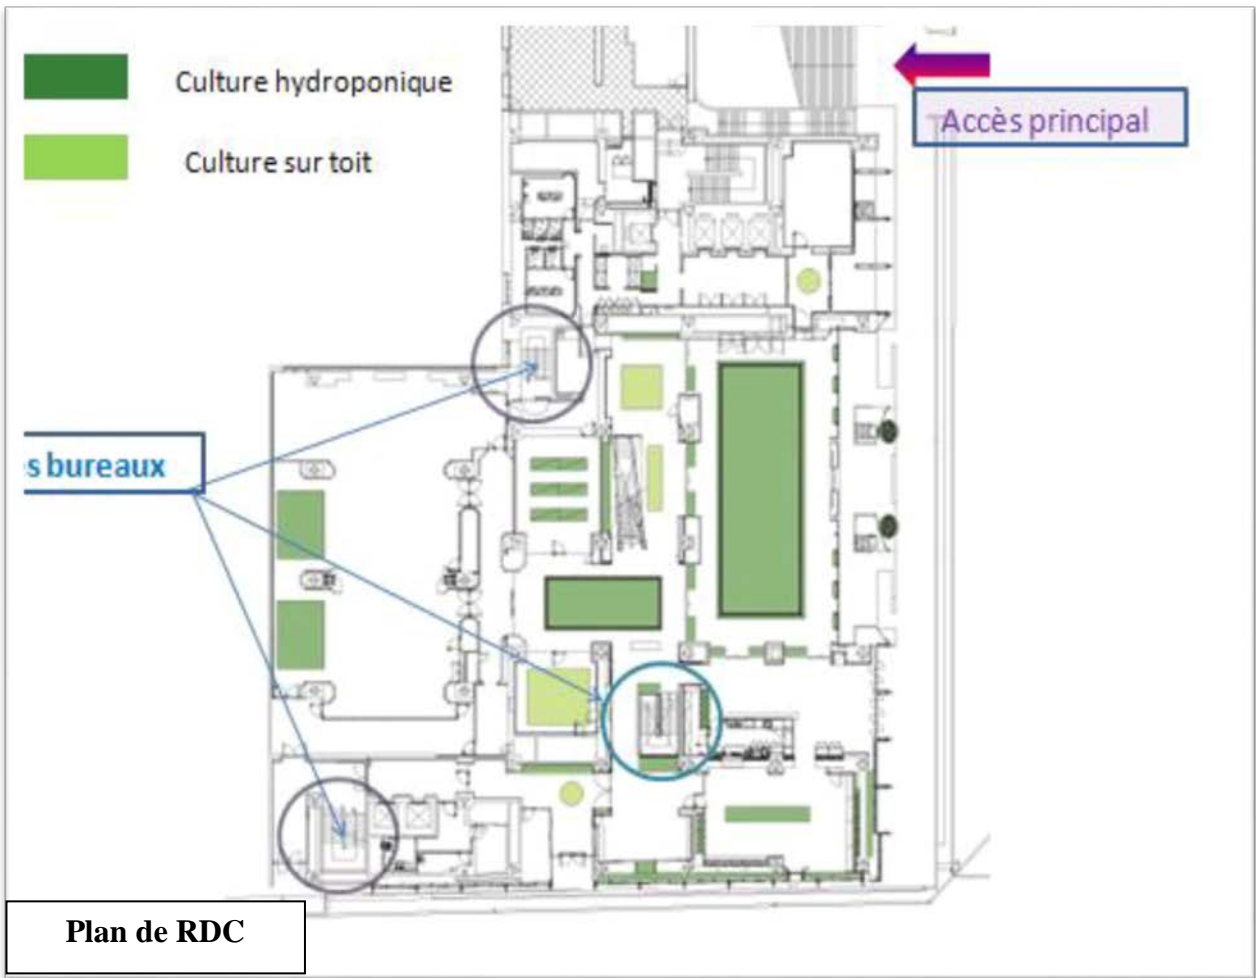 Culture hydroponique
Accès principal
Culture sur toit
s bureaux
Plan de RDC